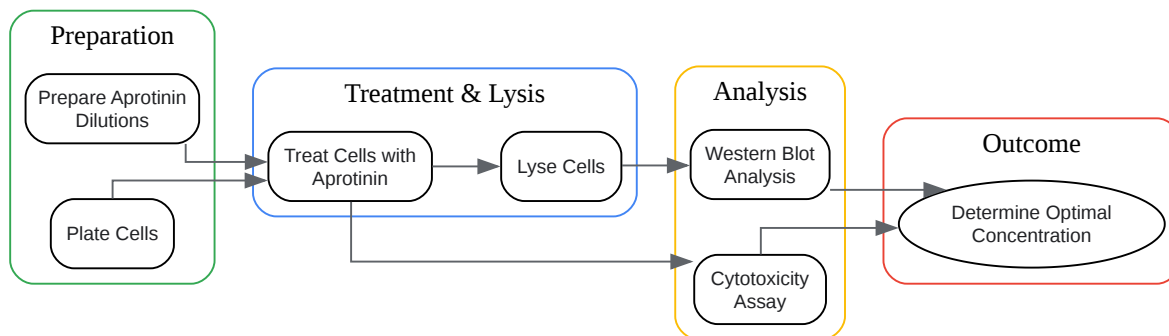 Preparation
Prepare Aprotinin
Dilutions
Plate Cells
Treatment & Lysis
Treat Cells with
Aprotinin
Lyse Cells
Analysis
Western Blot
Analysis
Cytotoxicity
Assay
Outcome
Determine Optimal
Concentration